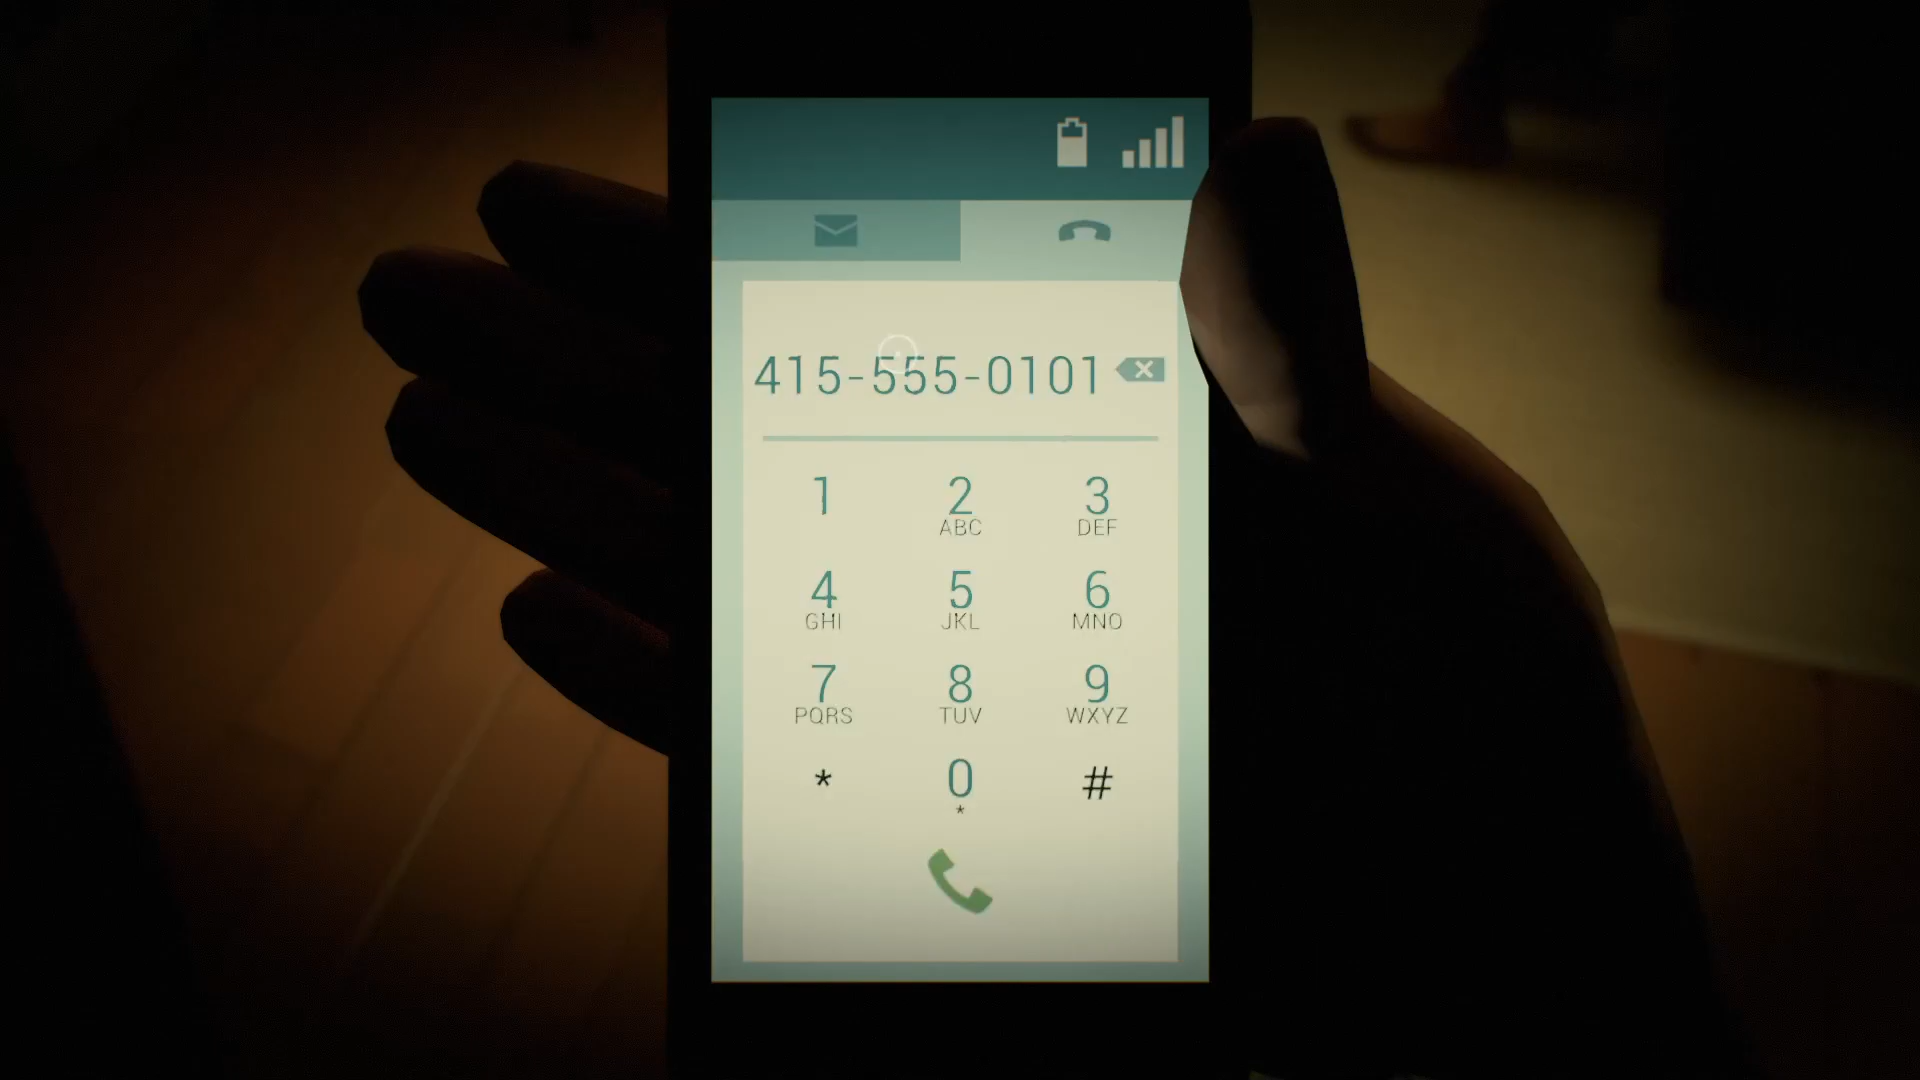 415-555-0101
1 2 3
ABC DEF
4 5 6
GHI JKL MNO
7 8 9
PQRS TUV WXYZ
* 0 #
*